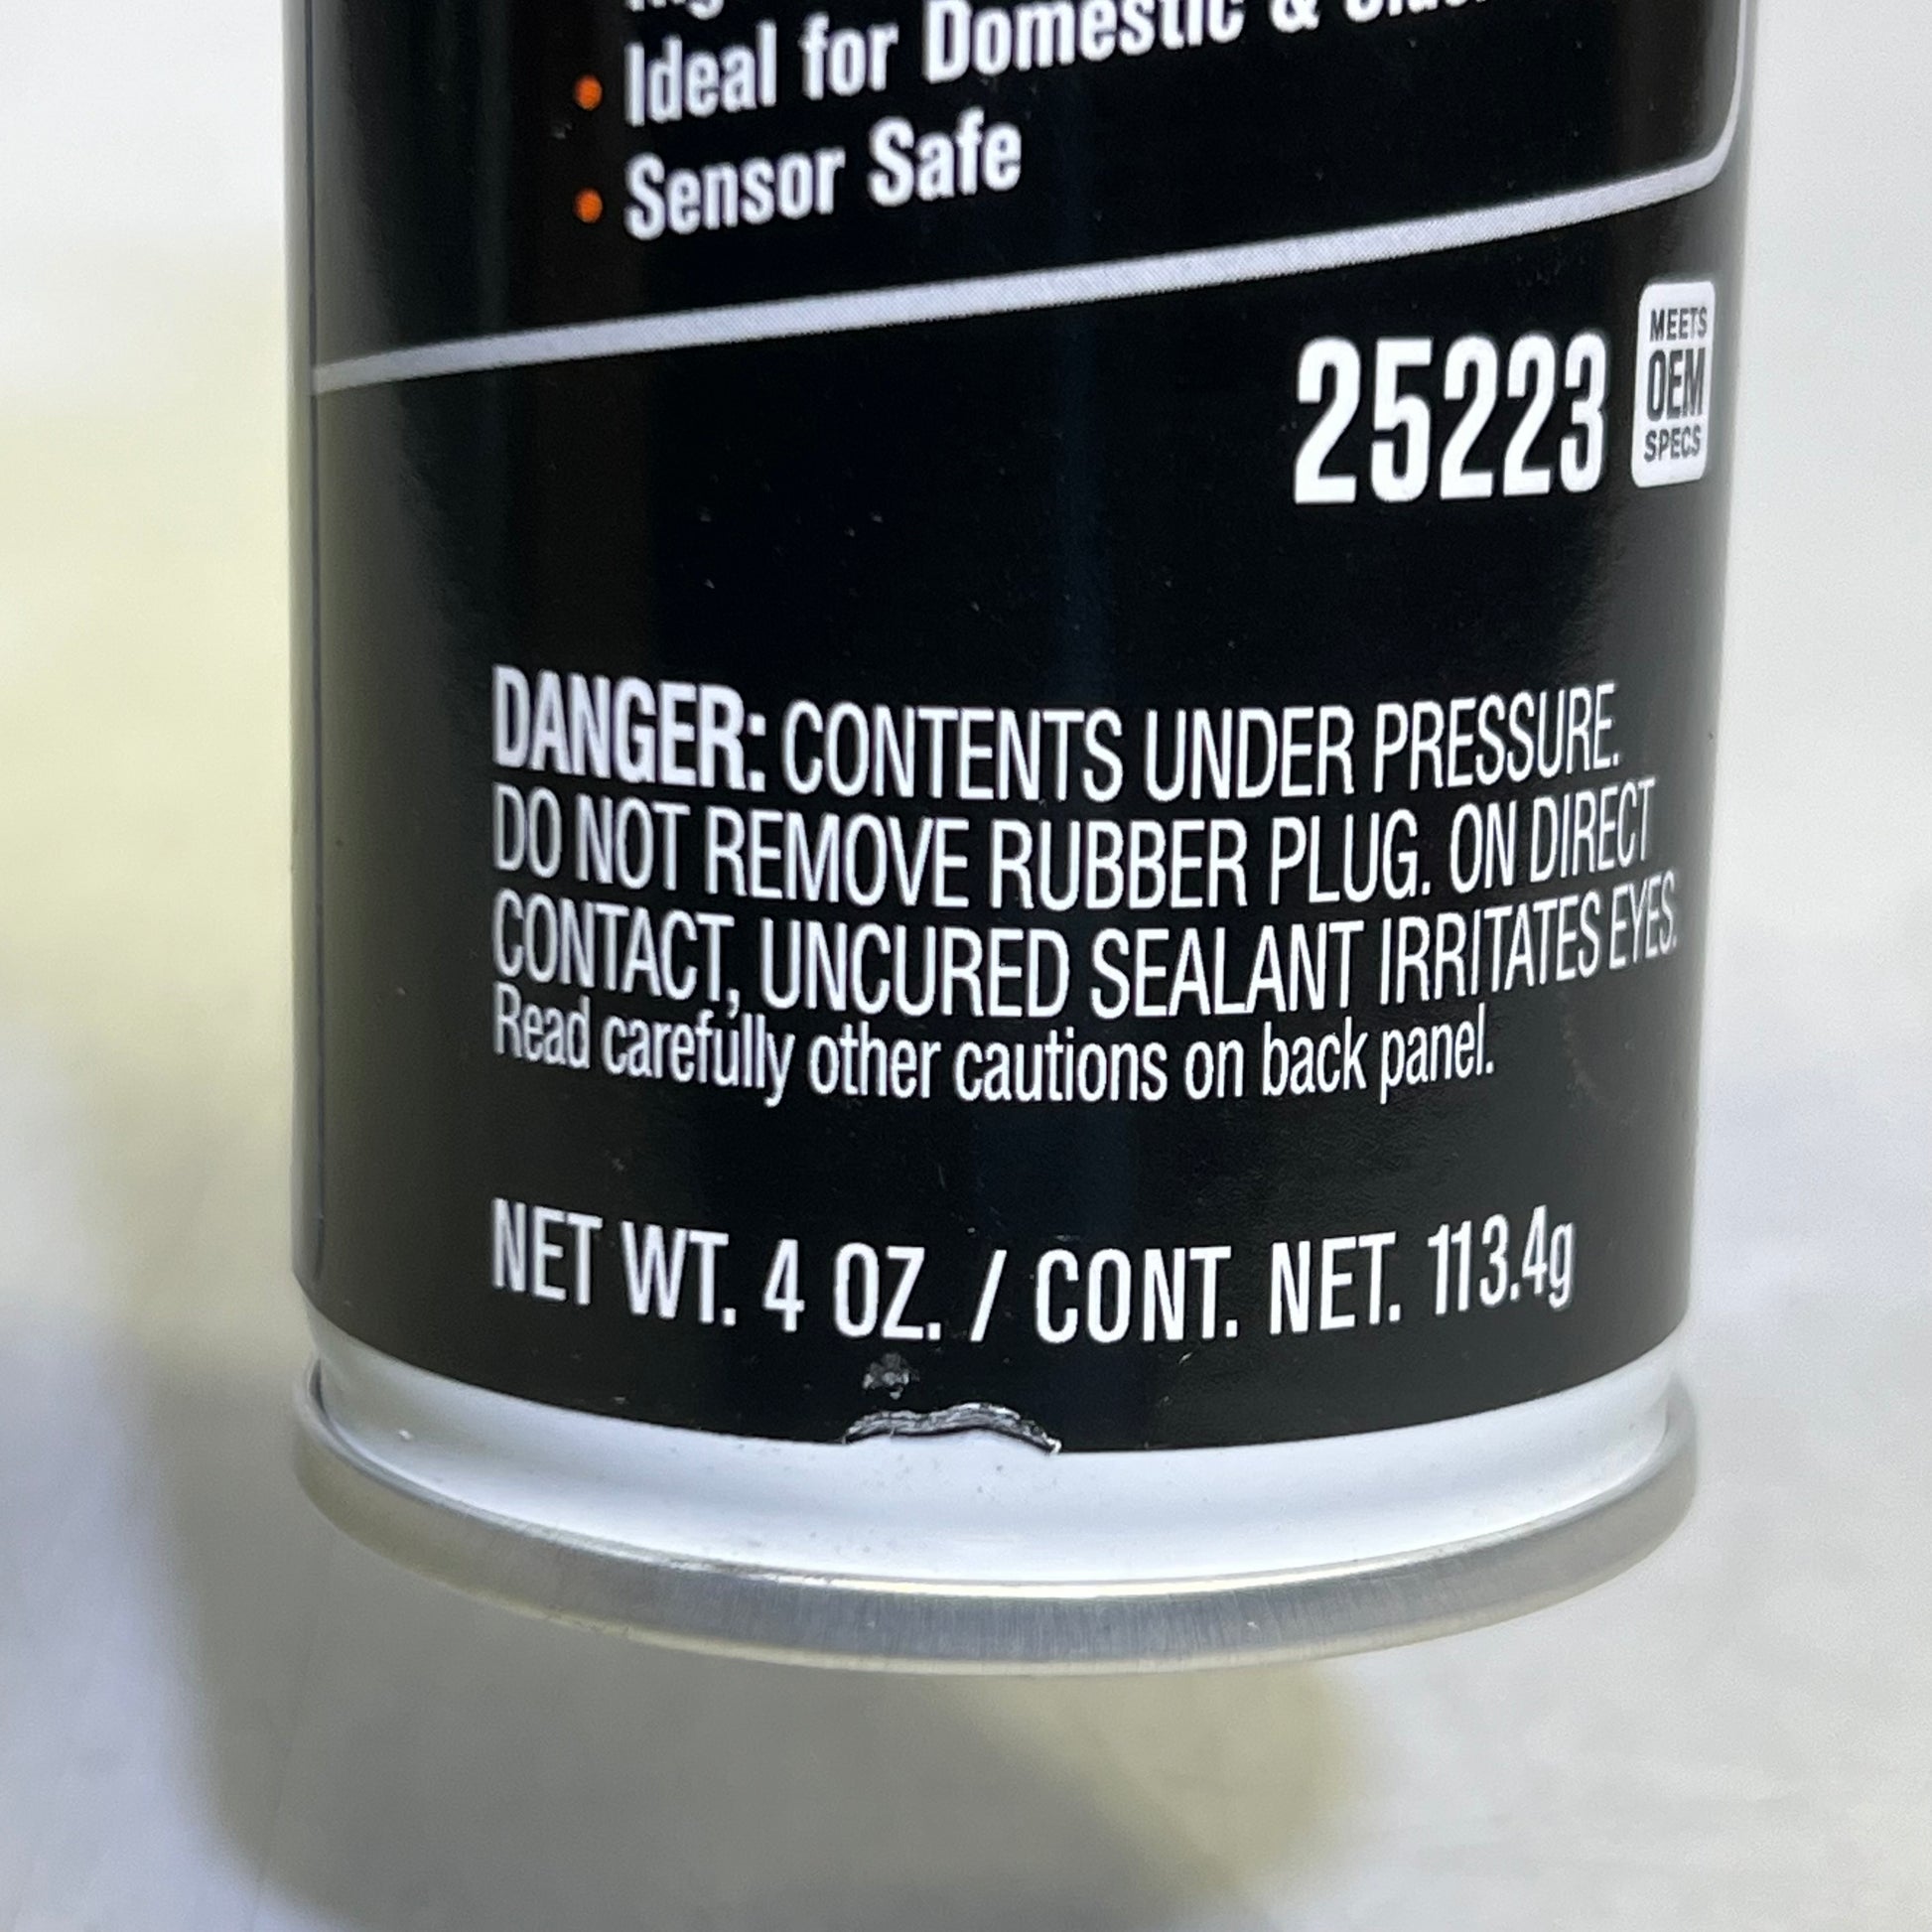 • Ideal for Domestic &
• Sensor Safe
25223
MEETS
OEM
SPECS
DANGER: CONTENTS UNDER PRESSURE.
DO NOT REMOVE RUBBER PLUG. ON DIRECT
CONTACT, UNCURED SEALANT IRRITATES EYES.
Read carefully other cautions on back panel.
NET WT. 4 OZ. / CONT. NET. 113.4g